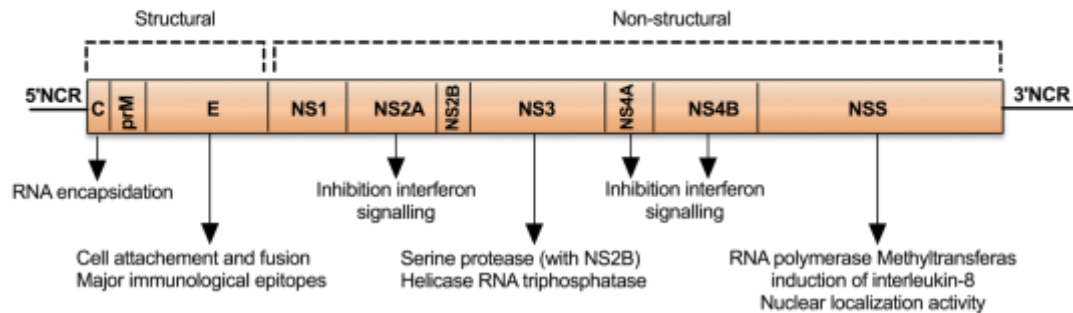 Structural
Non-structural
5'NCR
C
prM
E
NS1
NS2A
NS2B
NS3
NS4A
NS4B
NSS
3'NCR
RNA encapsidation
Inhibition interferon
signalling
Inhibition interferon
signalling
Cell attachement and fusion
Major immunological epitopes
Serine protease (with NS2B)
Helicase RNA triphosphatase
RNA polymerase Methyltransferas
induction of interleukin-8
Nuclear localization activity